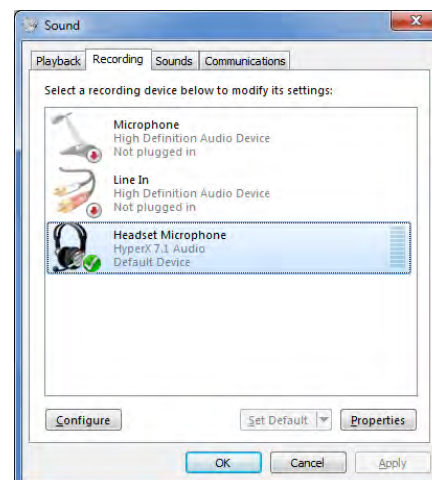 Sound
Playback Recording Sounds Communications
Select a recording device below to modify its settings:
Microphone
High Definition Audio Device
Not plugged in
Line In
High Definition Audio Device
Not plugged in
Headset Microphone
HyperX 7.1 Audio
Default Device
Configure Set Default Properties
OK Cancel Apply